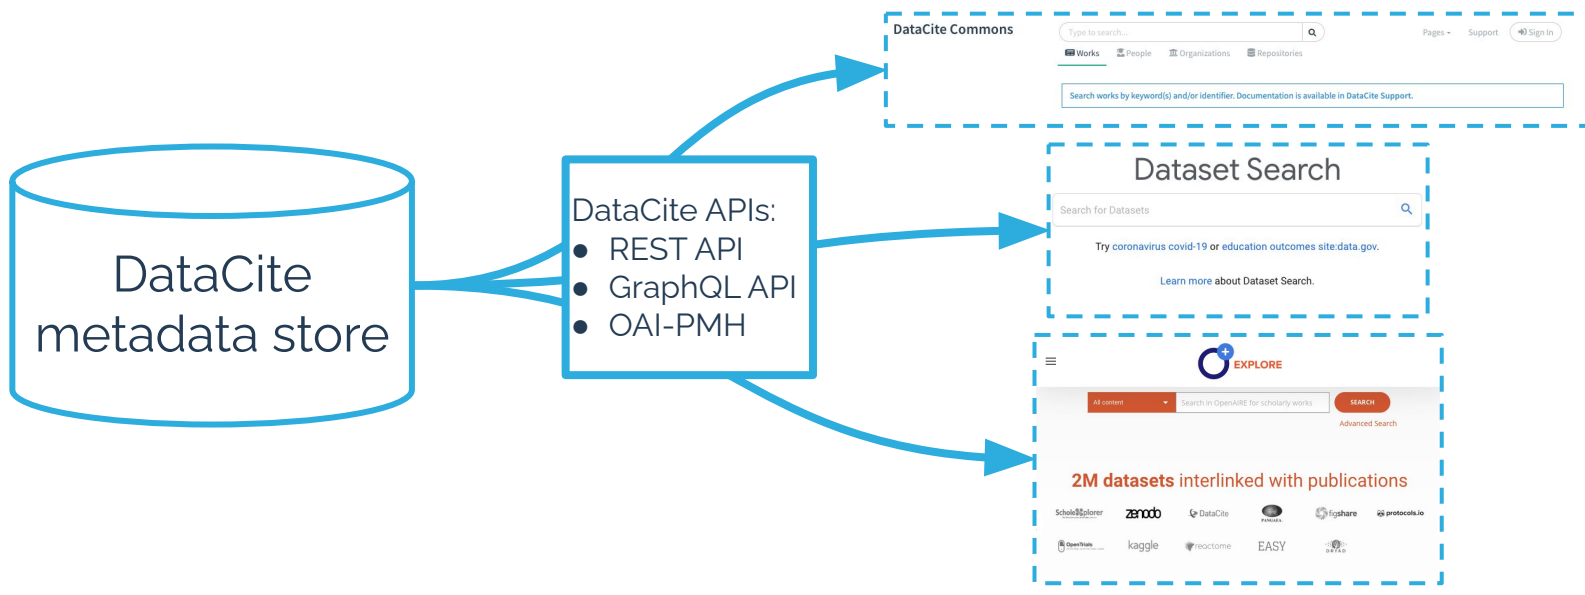 DataCite
metadata store
DataCite APIs:
● REST API
● GraphQL API
● OAI-PMH
DataCite Commons
Type to search...
Pages
Support
Sign In
Works
People
Organizations
Repositories
Search works by keyword(s) and/or identifier. Documentation is available in DataCite Support.
Dataset Search
Search for Datasets
Try coronavirus covid-19 or education outcomes site:data.gov.
Learn more about Dataset Search.
EXPLORE
All content
Search in OpenAIRE for scholarly works
SEARCH
Advanced Search
2M datasets interlinked with publications
Scholexplorer
zenodo
DataCite
PANGAEA.
figshare
protocols.io
OpenTrials
kaggle
reactome
EASY
DRYAD